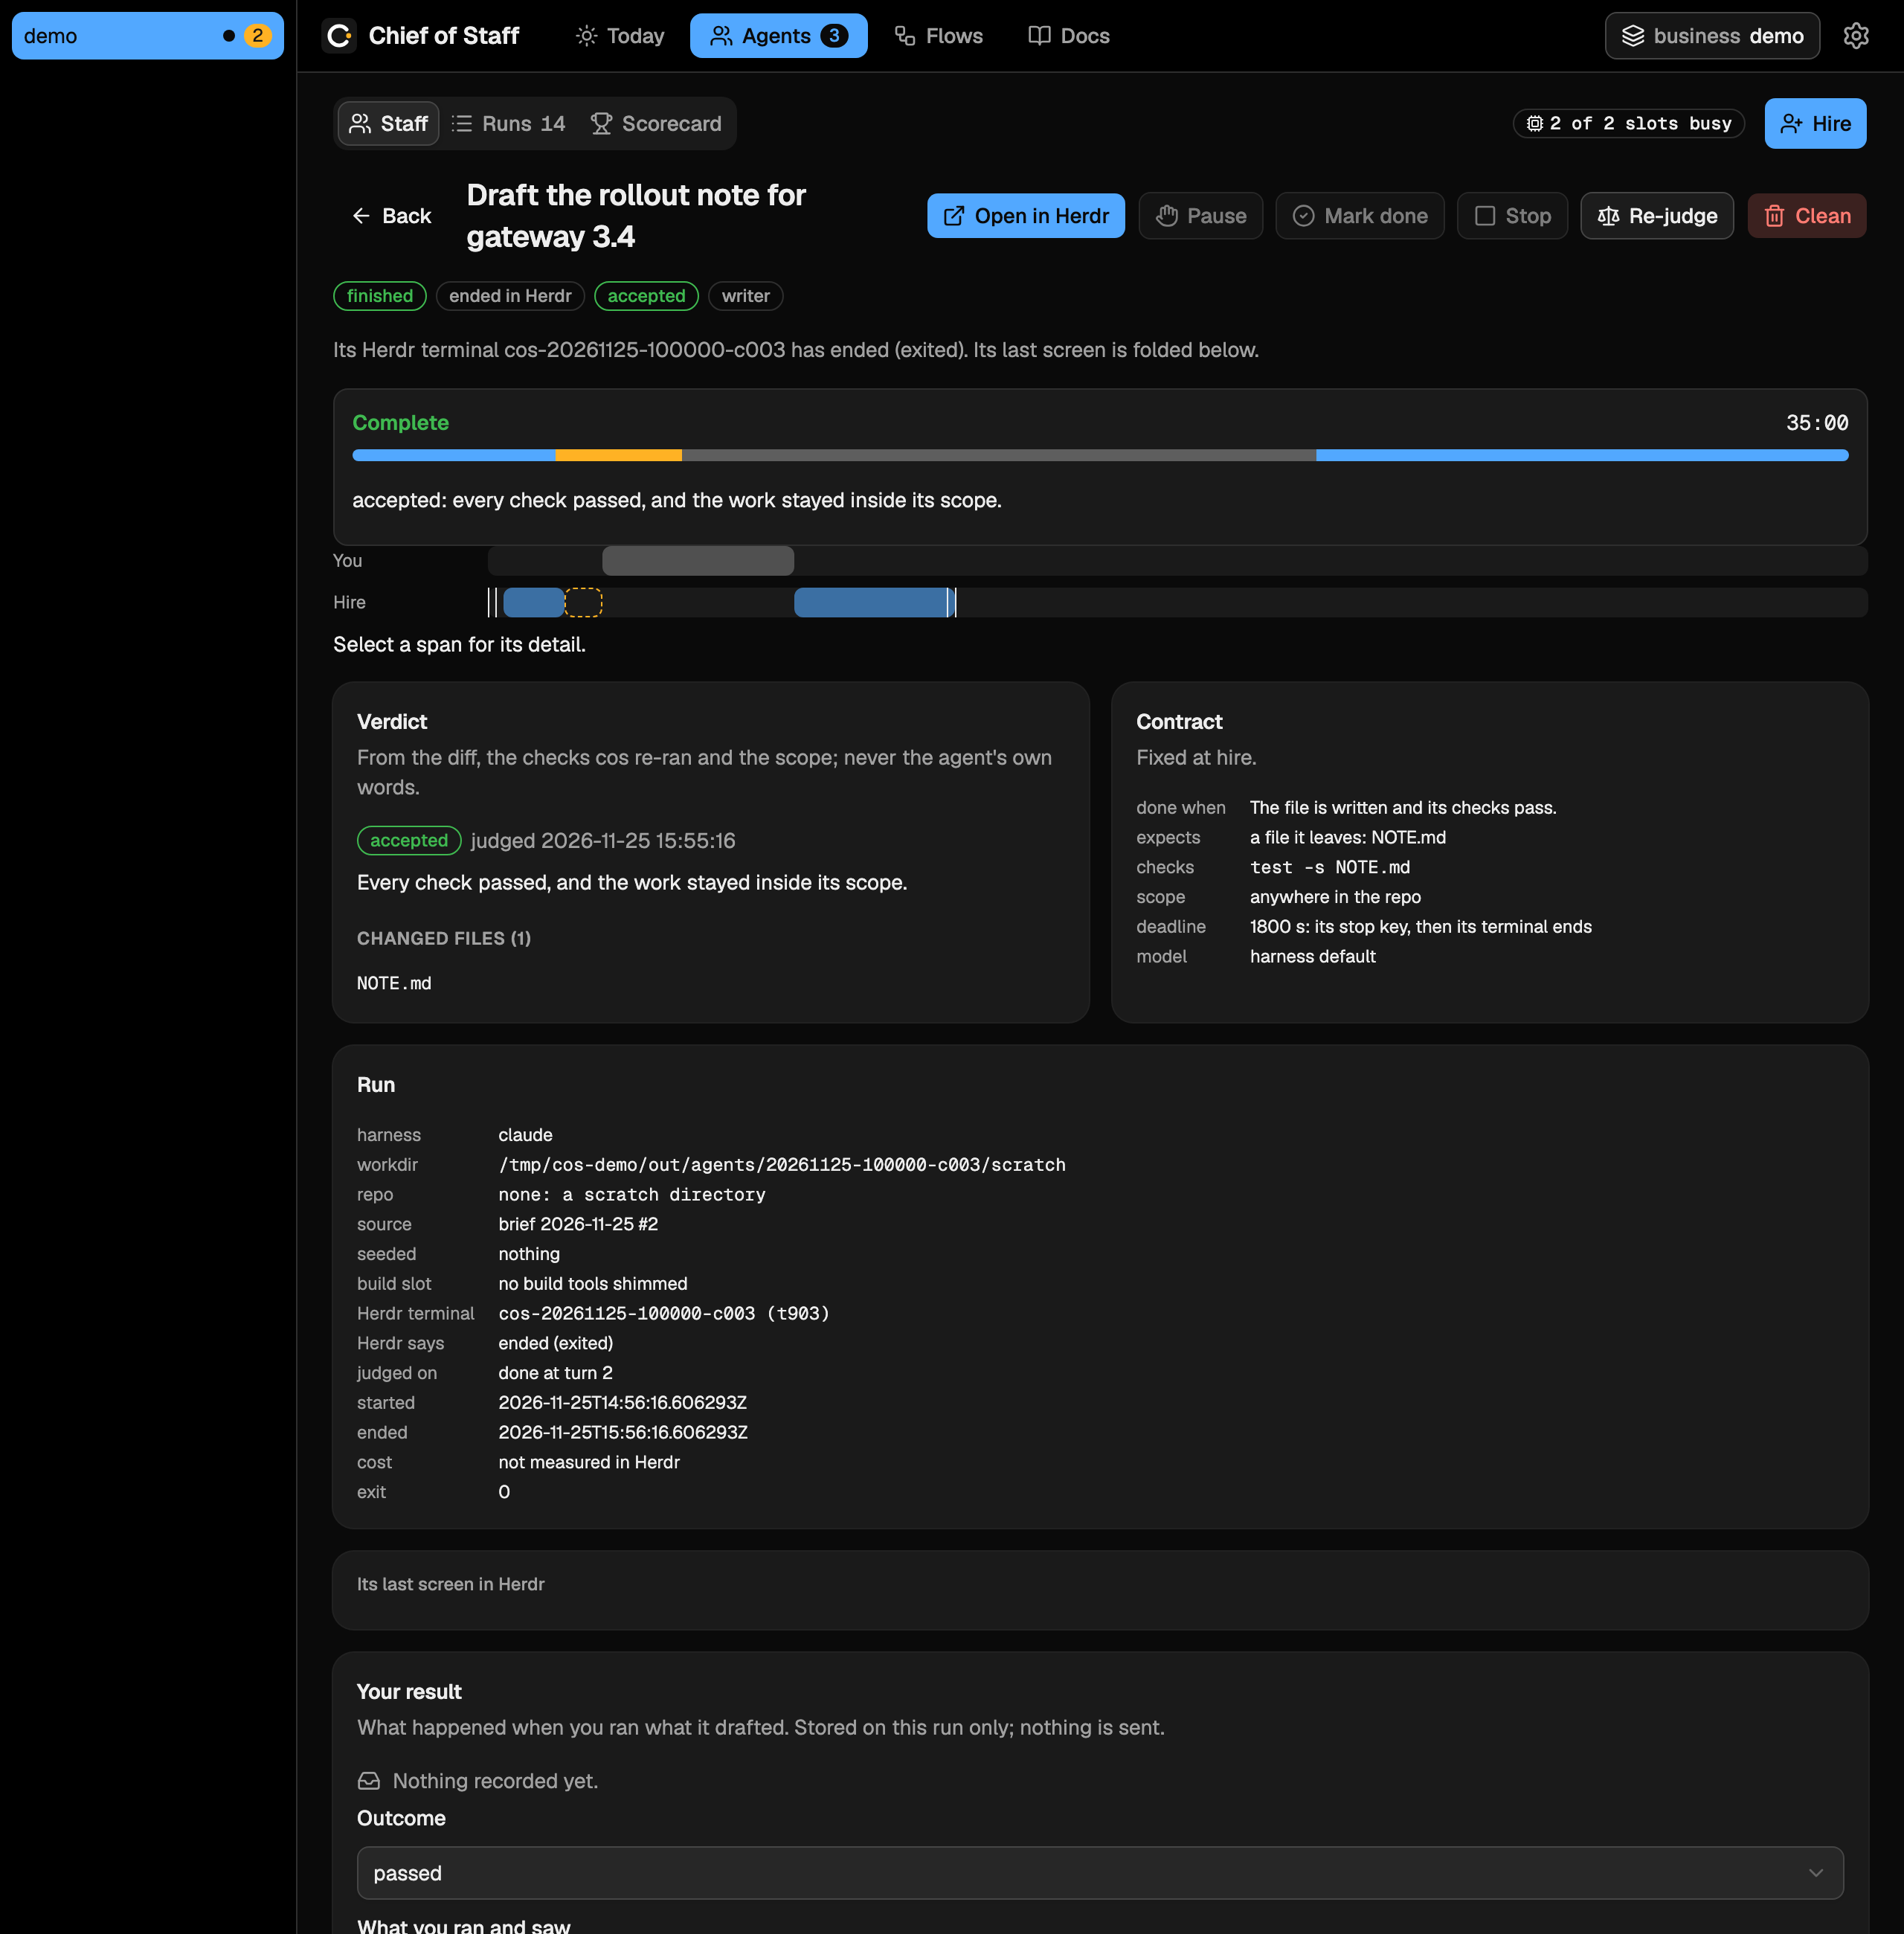 demo 2
Chief of Staff Today Agents 3 Flows Docs business demo
Staff Runs 14 Scorecard 2 of 2 slots busy Hire
Back
Draft the rollout note for
gateway 3.4
Open in Herdr Pause Mark done Stop Re-judge Clean
finished ended in Herdr accepted writer
Its Herdr terminal cos-20261125-100000-c003 has ended (exited). Its last screen is folded below.
Complete 35:00
accepted: every check passed, and the work stayed inside its scope.
You
Hire
Select a span for its detail.
Verdict
From the diff, the checks cos re-ran and the scope; never the agent's own
words.
accepted judged 2026-11-25 15:55:16
Every check passed, and the work stayed inside its scope.
CHANGED FILES (1)
NOTE.md
Contract
Fixed at hire.
done when The file is written and its checks pass.
expects a file it leaves: NOTE.md
checks test -s NOTE.md
scope anywhere in the repo
deadline 1800 s: its stop key, then its terminal ends
model harness default
Run
harness claude
workdir /tmp/cos-demo/out/agents/20261125-100000-c003/scratch
repo none: a scratch directory
source brief 2026-11-25 #2
seeded nothing
build slot no build tools shimmed
Herdr terminal cos-20261125-100000-c003 (t903)
Herdr says ended (exited)
judged on done at turn 2
started 2026-11-25T14:56:16.606293Z
ended 2026-11-25T15:56:16.606293Z
cost not measured in Herdr
exit 0
Its last screen in Herdr
Your result
What happened when you ran what it drafted. Stored on this run only; nothing is sent.
Nothing recorded yet.
Outcome
passed
What you ran and saw